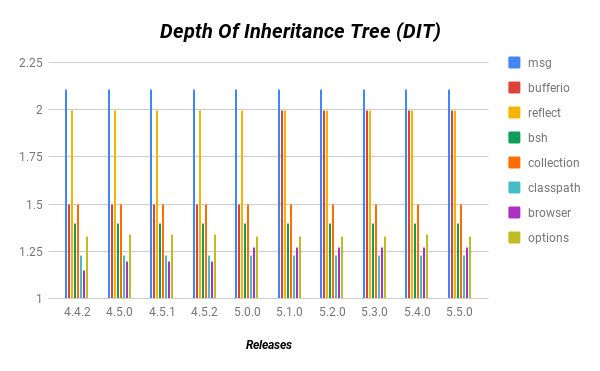 Depth Of Inheritance Tree (DIT)
2.25
2
1.75
1.5
1.25
1
4.4.2 4.5.0 4.5.1 4.5.2 5.0.0 5.1.0 5.2.0 5.3.0 5.4.0 5.5.0
Releases
msg
bufferio
reflect
bsh
collection
classpath
browser
options